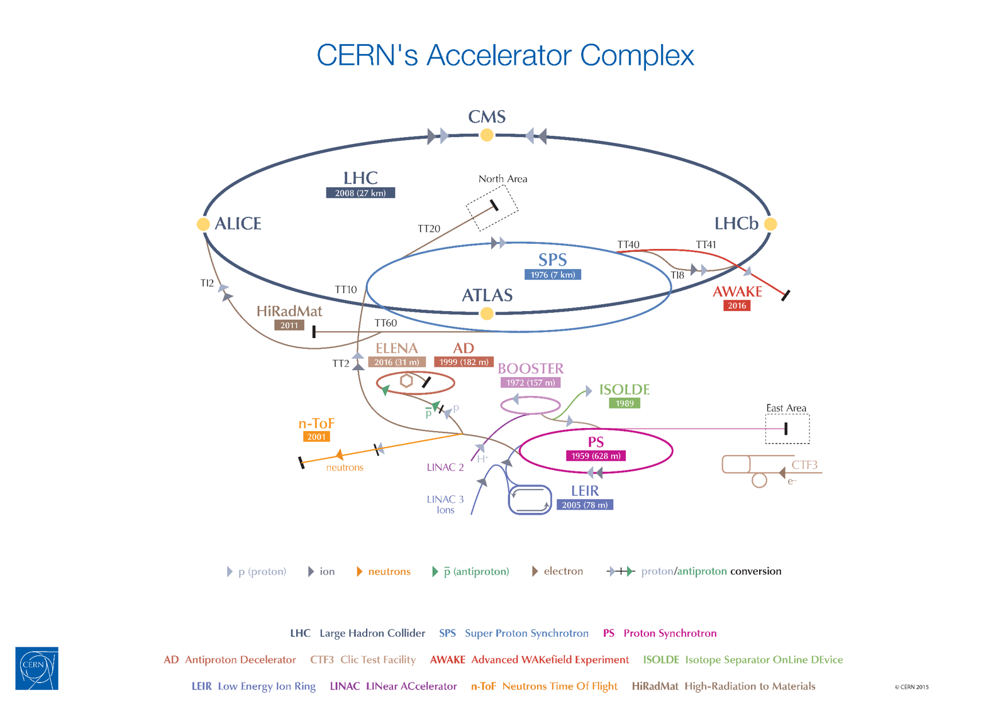 CERN's Accelerator Complex
CMS
LHC
2008 (27 km)
North Area
ALICE
LHCb
TT20
TT40
TT41
SPS
1976 (7 km)
TI8
TI2
TT10
ATLAS
AWAKE
2016
HiRadMat
2011
TT60
ELENA
2016 (31 m)
AD
1999 (182 m)
TT2
BOOSTER
1972 (157 m)
ISOLDE
1989
p̅
p
East Area
n-ToF
2001
neutrons
PS
1959 (628 m)
H⁺
LINAC 2
CTF3
e⁻
LEIR
2005 (78 m)
LINAC 3
Ions
p (proton) ion neutrons p̅ (antiproton) electron proton/antiproton conversion
LHC Large Hadron Collider SPS Super Proton Synchrotron PS Proton Synchrotron
AD Antiproton Decelerator CTF3 Clic Test Facility AWAKE Advanced WAKefield Experiment ISOLDE Isotope Separator OnLine DEvice
LEIR Low Energy Ion Ring LINAC LINear ACcelerator n-ToF Neutrons Time Of Flight HiRadMat High-Radiation to Materials
CERN
© CERN 2015